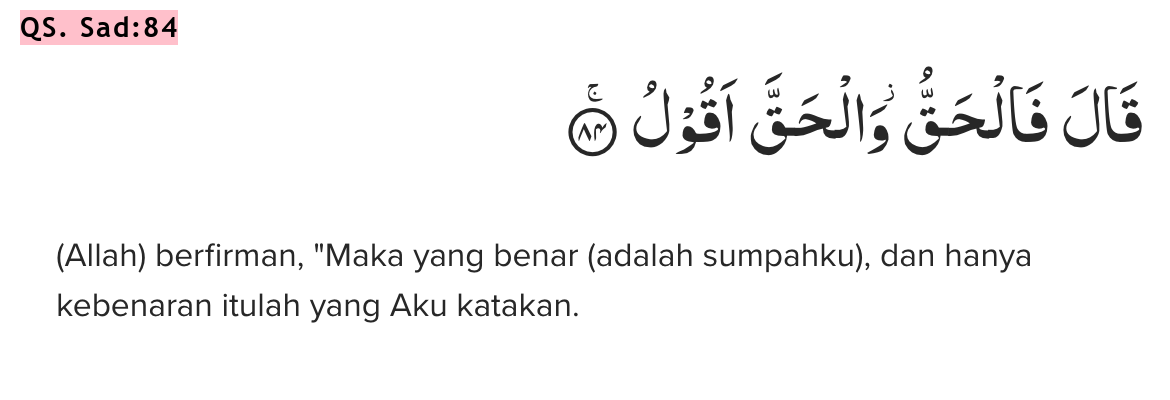 QS. Sad:84
قَالَ فَالْحَقُّ ۖوَالْحَقَّ اَقُوْلُۚ ٨٤
(Allah) berfirman, "Maka yang benar (adalah sumpahku), dan hanya
kebenaran itulah yang Aku katakan.